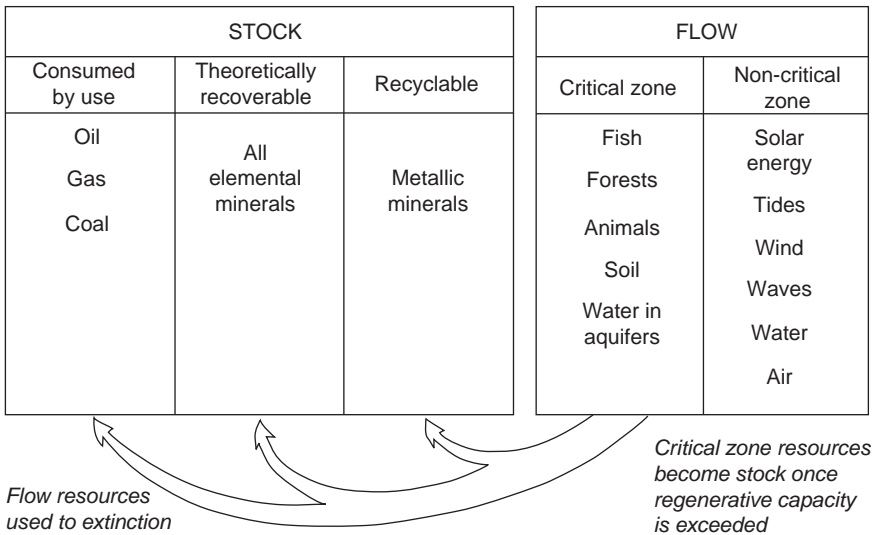 STOCK
FLOW
Consumed
by use
Theoretically
recoverable
Recyclable
Critical zone
Non-critical
zone
Oil
Gas
Coal
All
elemental
minerals
Metallic
minerals
Fish
Forests
Animals
Soil
Water in
aquifers
Solar
energy
Tides
Wind
Waves
Water
Air
Flow resources
used to extinction
Critical zone resources
become stock once
regenerative capacity
is exceeded